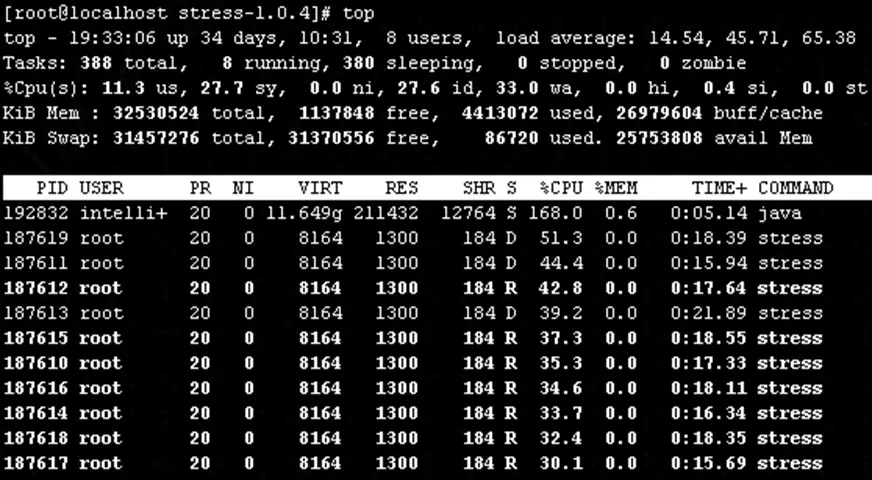 [root@localhost stress-1.0.4]# top
top - 19:33:06 up 34 days, 10:31,  8 users,  load average: 14.54, 45.71, 65.38
Tasks: 388 total,   8 running, 380 sleeping,   0 stopped,   0 zombie
%Cpu(s): 11.3 us, 27.7 sy,  0.0 ni, 27.6 id, 33.0 wa,  0.0 hi,  0.4 si,  0.0 st
KiB Mem : 32530524 total,  1137848 free,  4413072 used, 26979604 buff/cache
KiB Swap: 31457276 total, 31370556 free,    86720 used. 25753808 avail Mem
PID USER PR NI VIRT RES SHR S %CPU %MEM TIME+ COMMAND
192832 intelli+ 20 0 11.649g 211432 12764 S 168.0 0.6 0:05.14 java
187619 root 20 0 8164 1300 184 D 51.3 0.0 0:18.39 stress
187611 root 20 0 8164 1300 184 D 44.4 0.0 0:15.94 stress
187612 root 20 0 8164 1300 184 R 42.8 0.0 0:17.64 stress
187613 root 20 0 8164 1300 184 D 39.2 0.0 0:21.89 stress
187615 root 20 0 8164 1300 184 R 37.3 0.0 0:18.55 stress
187610 root 20 0 8164 1300 184 R 35.3 0.0 0:17.33 stress
187616 root 20 0 8164 1300 184 R 34.6 0.0 0:18.11 stress
187614 root 20 0 8164 1300 184 R 33.7 0.0 0:16.34 stress
187618 root 20 0 8164 1300 184 R 32.4 0.0 0:18.35 stress
187617 root 20 0 8164 1300 184 R 30.1 0.0 0:15.69 stress